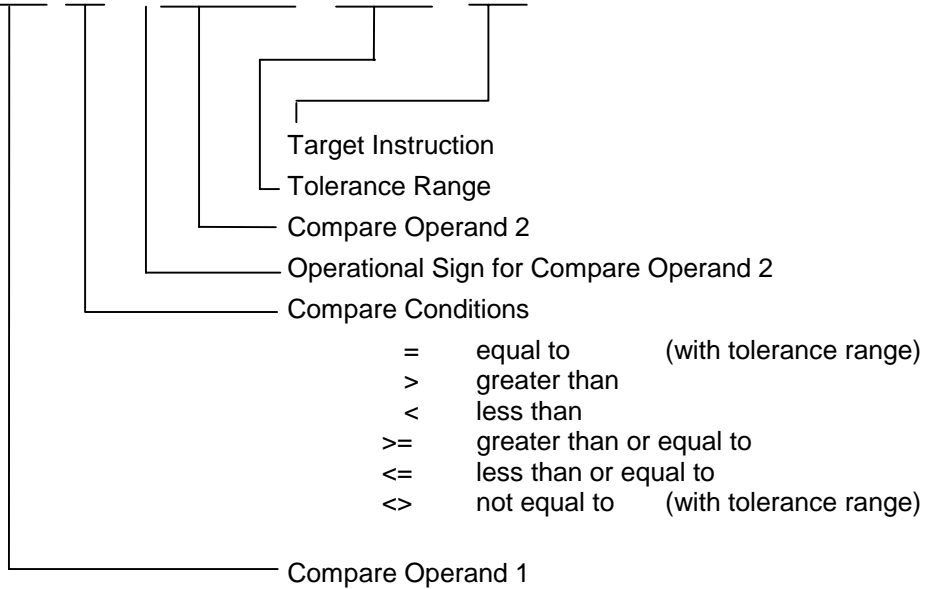 Target Instruction
Tolerance Range
Compare Operand 2
Operational Sign for Compare Operand 2
Compare Conditions
= equal to (with tolerance range)
> greater than
< less than
>= greater than or equal to
<= less than or equal to
<> not equal to (with tolerance range)
Compare Operand 1